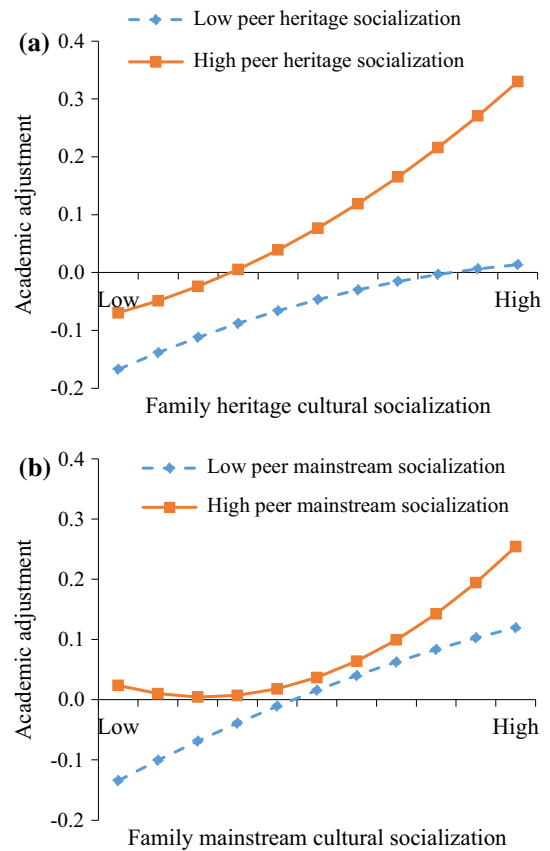 (a)
Low peer heritage socialization
High peer heritage socialization
Academic adjustment
0.4
0.3
0.2
0.1
0.0
-0.1
-0.2
Low
High
Family heritage cultural socialization
(b)
Low peer mainstream socialization
High peer mainstream socialization
Academic adjustment
0.4
0.3
0.2
0.1
0.0
-0.1
-0.2
Low
High
Family mainstream cultural socialization